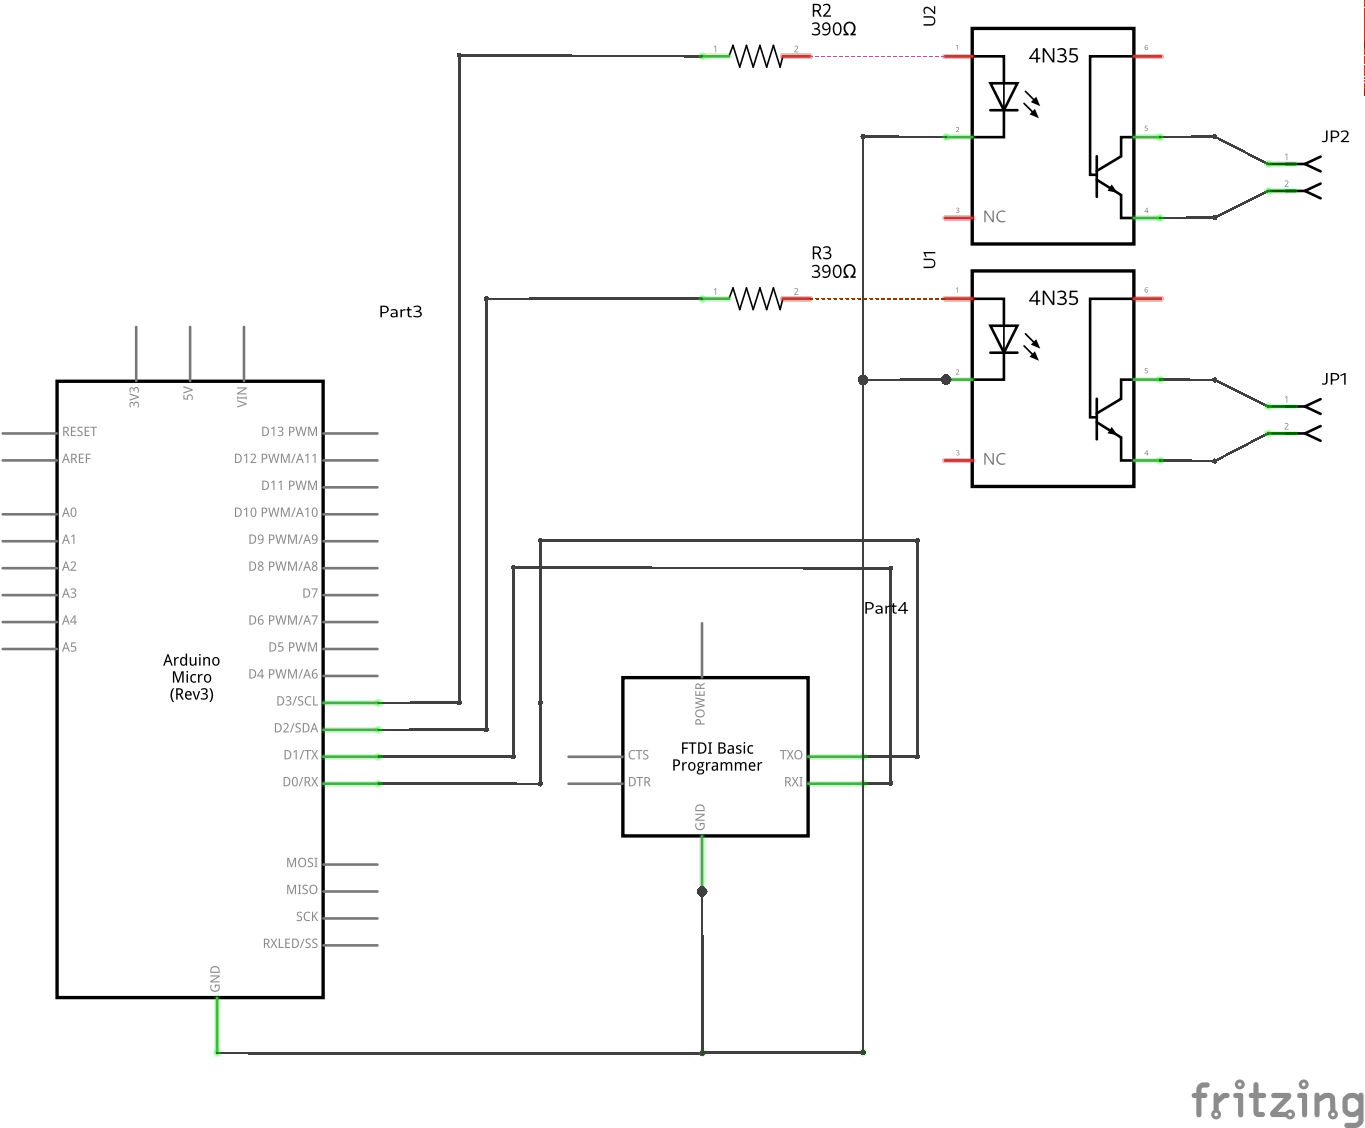 R2
390Ω
U2
1
2
1
4N35
6
2
5
JP2
1
2
3
NC
4
R3
390Ω
U1
1
2
1
4N35
6
Part3
2
5
JP1
1
2
3
NC
4
3V3
5V
VIN
RESET
D13 PWM
AREF
D12 PWM/A11
D11 PWM
A0
D10 PWM/A10
A1
D9 PWM/A9
A2
D8 PWM/A8
A3
D7
A4
D6 PWM/A7
A5
D5 PWM
Arduino
Micro
(Rev3)
D4 PWM/A6
D3/SCL
D2/SDA
D1/TX
D0/RX
MOSI
MISO
SCK
RXLED/SS
GND
Part4
POWER
FTDI Basic
Programmer
CTS
TXO
DTR
RXI
GND
fritzing